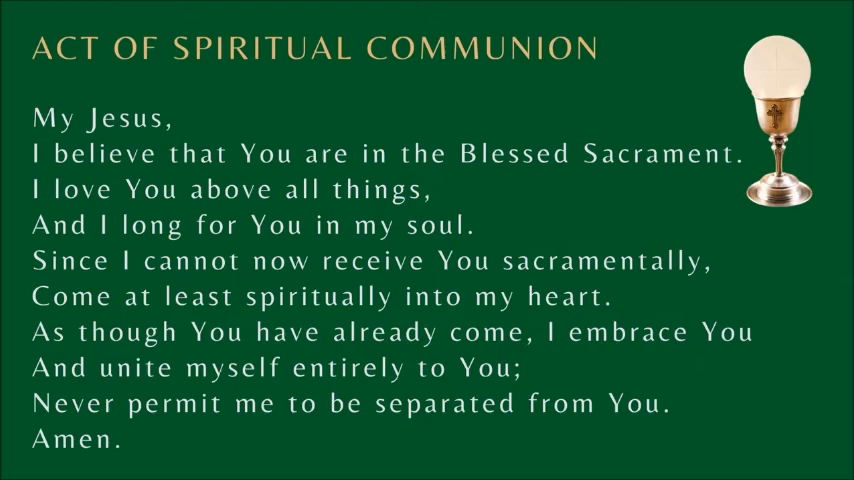 ACT OF SPIRITUAL COMMUNION
My Jesus,
I believe that You are in the Blessed Sacrament.
I love You above all things,
And I long for You in my soul.
Since I cannot now receive You sacramentally,
Come at least spiritually into my heart.
As though You have already come, I embrace You
And unite myself entirely to You;
Never permit me to be separated from You.
Amen.